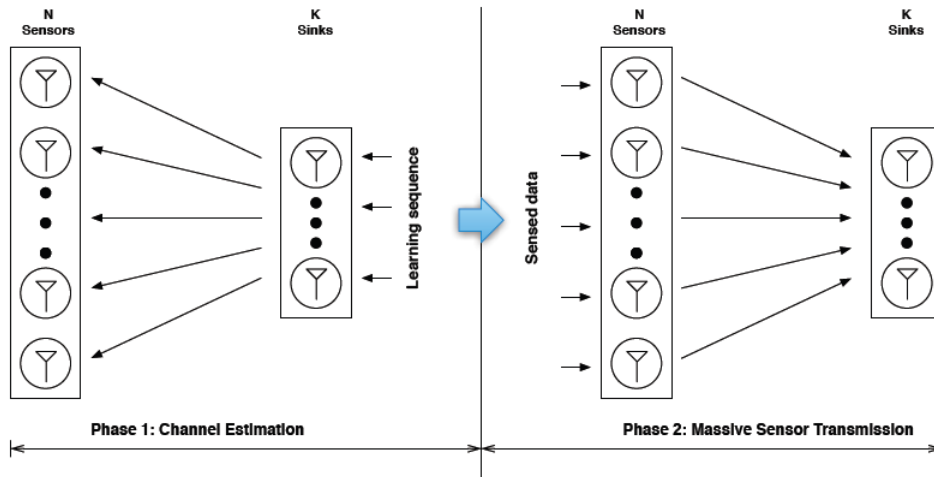 N
Sensors
K
Sinks
Learning sequence
Phase 1: Channel Estimation
N
Sensors
K
Sinks
Sensed data
Phase 2: Massive Sensor Transmission